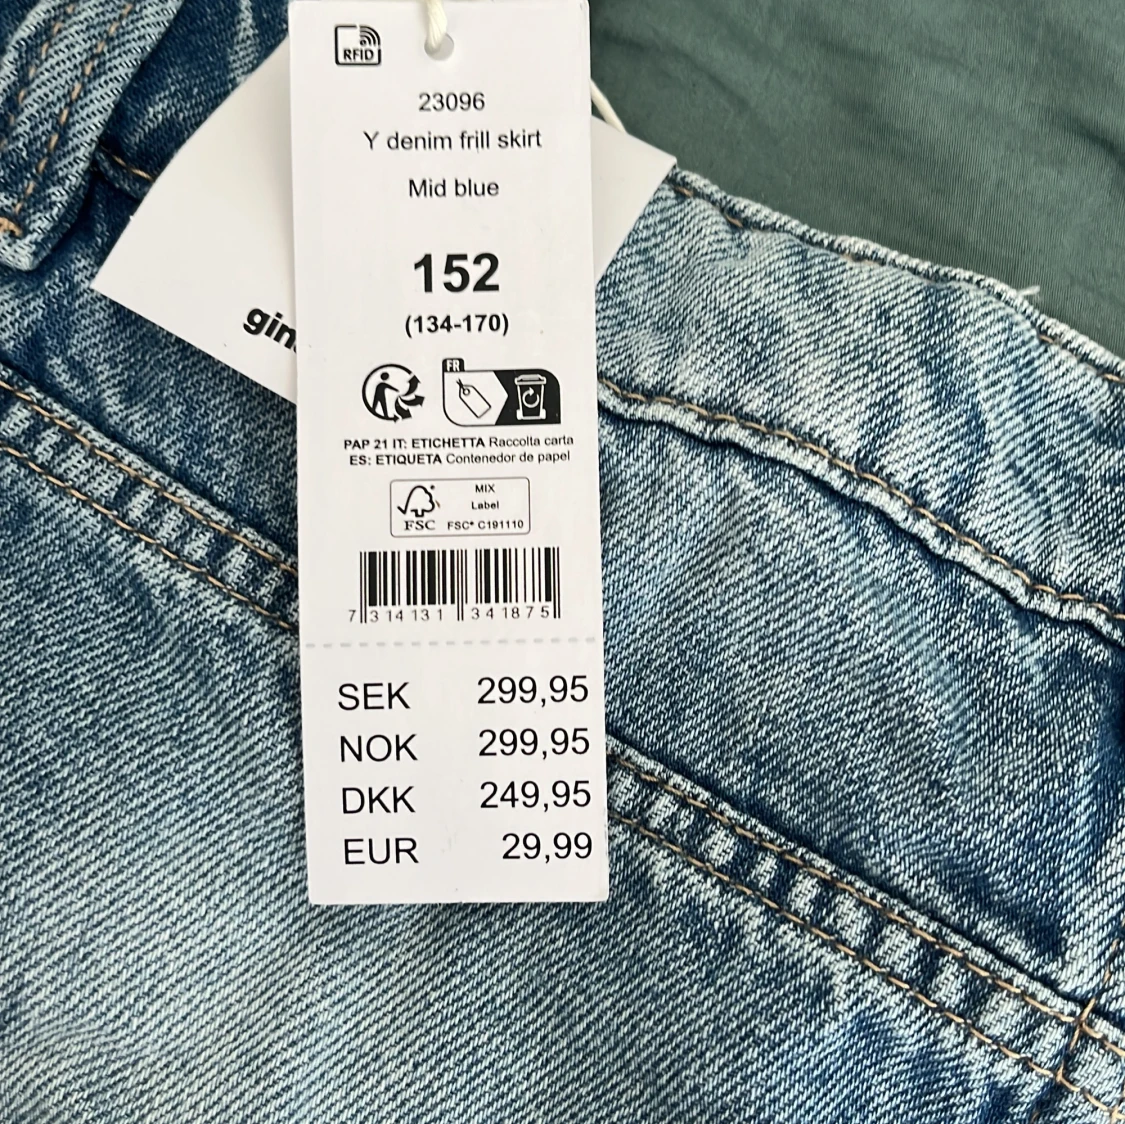 RFID
23096
Y denim frill skirt
Mid blue
152
(134-170)
FR
PAP 21 IT: ETICHETTA Raccolta carta
ES: ETIQUETA Contenedor de papel
MIX
Label
FSC FSC® C191110
7 314131 341875
SEK 299,95
NOK 299,95
DKK 249,95
EUR 29,99
gin